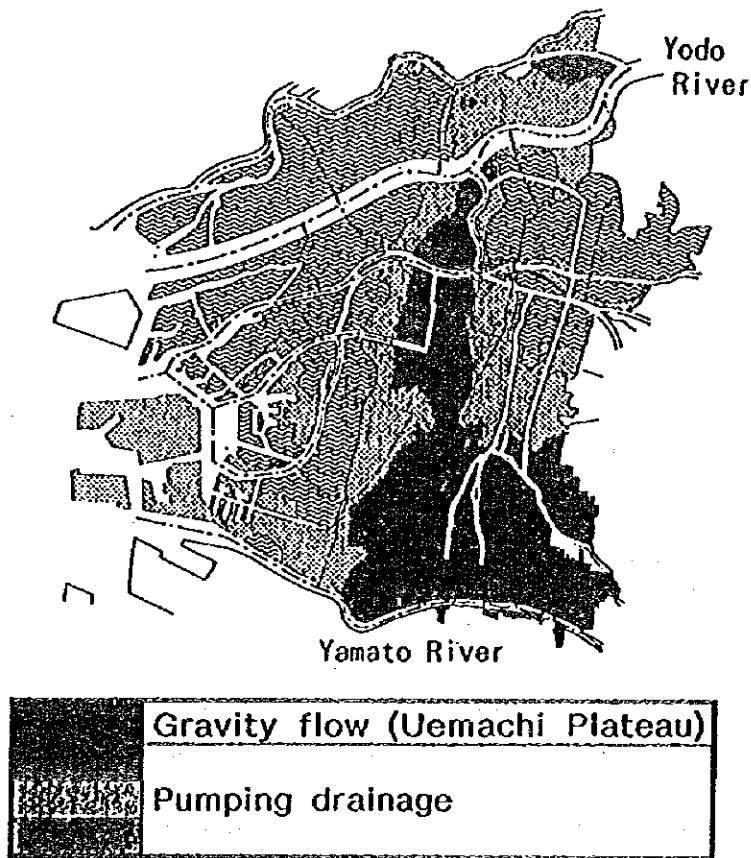 Yodo
River
Yamato River
Gravity flow (Uemachi Plateau)
Pumping drainage